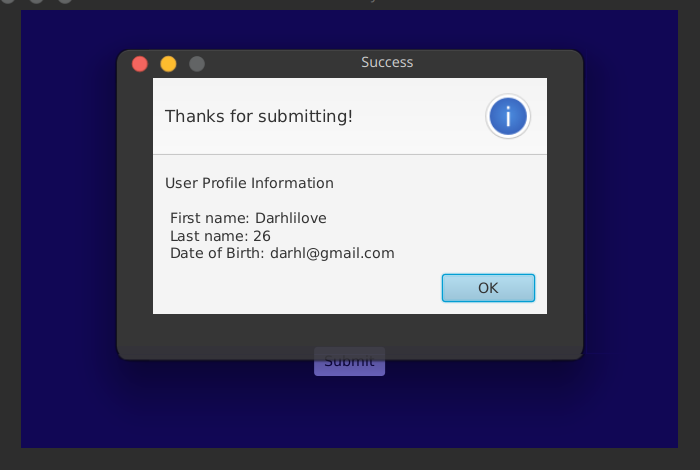 Success
Thanks for submitting!
User Profile Information
First name: Darhlilove
Last name: 26
Date of Birth: darhl@gmail.com
OK
Submit